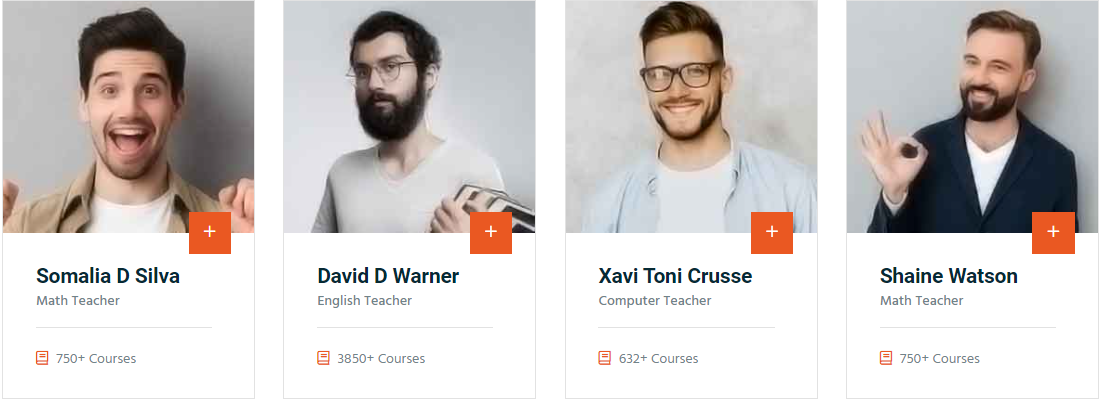 +
+
+
+
Somalia D Silva
Math Teacher
750+ Courses
David D Warner
English Teacher
3850+ Courses
Xavi Toni Crusse
Computer Teacher
632+ Courses
Shaine Watson
Math Teacher
750+ Courses